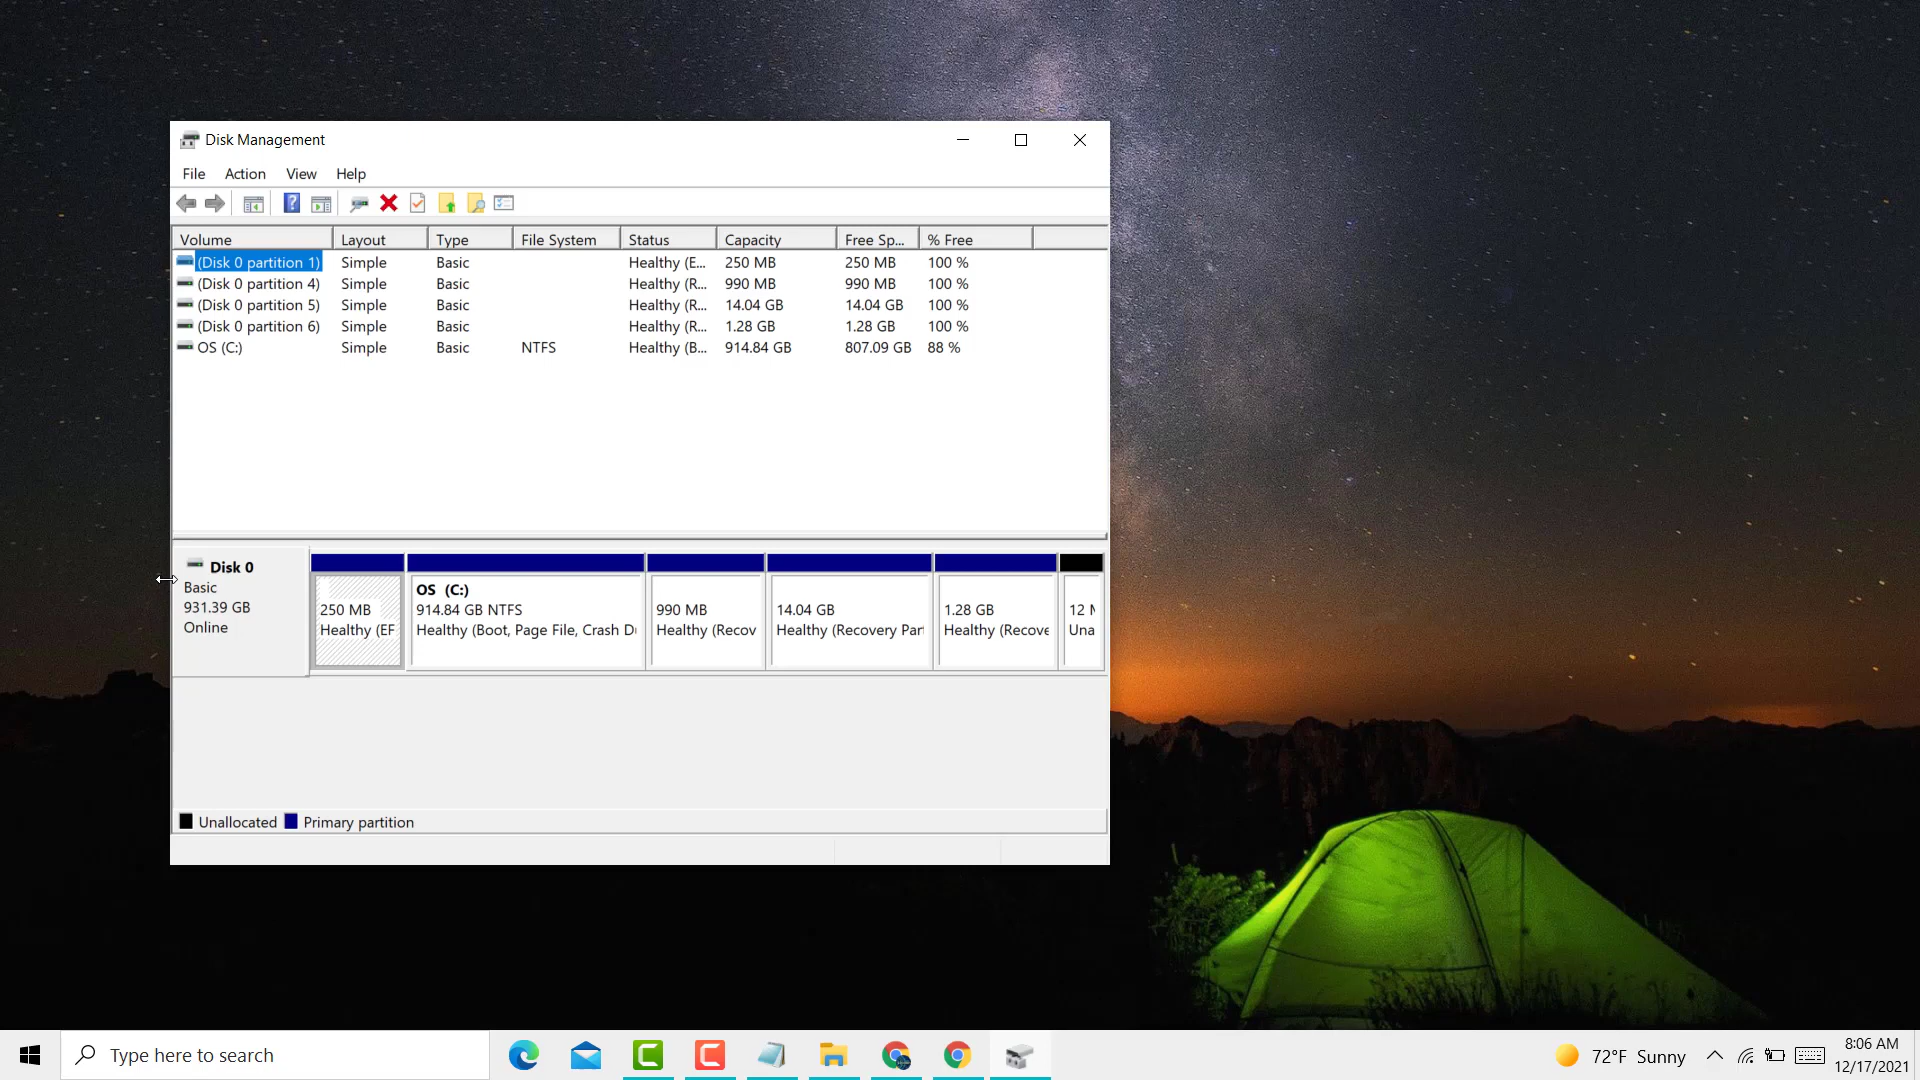 Disk Management
File Action View Help
Volume Layout Type File System Status Capacity Free Sp... % Free
(Disk 0 partition 1) Simple Basic Healthy (E... 250 MB 250 MB 100 %
(Disk 0 partition 4) Simple Basic Healthy (R... 990 MB 990 MB 100 %
(Disk 0 partition 5) Simple Basic Healthy (R... 14.04 GB 14.04 GB 100 %
(Disk 0 partition 6) Simple Basic Healthy (R... 1.28 GB 1.28 GB 100 %
OS (C:) Simple Basic NTFS Healthy (B... 914.84 GB 807.09 GB 88 %
Disk 0
Basic
931.39 GB
Online
250 MB
Healthy (EF
OS (C:)
914.84 GB NTFS
Healthy (Boot, Page File, Crash D
990 MB
Healthy (Recov
14.04 GB
Healthy (Recovery Par
1.28 GB
Healthy (Recove
12
Una
Unallocated Primary partition
Type here to search
72°F Sunny
8:06 AM
12/17/2021